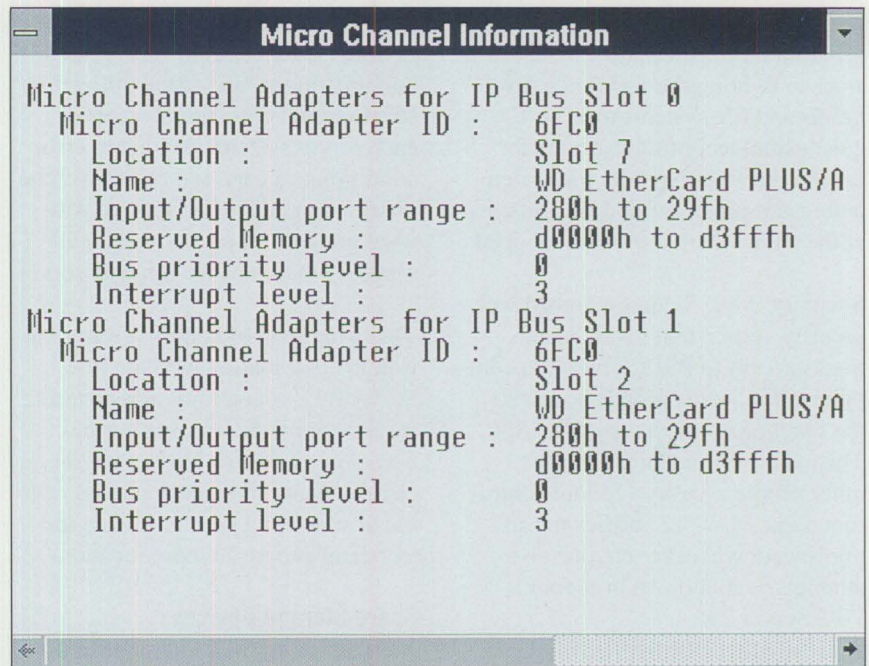 Micro Channel Information
Micro Channel Adapters for IP Bus Slot 0
Micro Channel Adapter ID : 6FC0
Location : Slot 7
Name : WD EtherCard PLUS/A
Input/Output port range : 280h to 29fh
Reserved Memory : d0000h to d3fffh
Bus priority level : 0
Interrupt level : 3
Micro Channel Adapters for IP Bus Slot 1
Micro Channel Adapter ID : 6FC0
Location : Slot 2
Name : WD EtherCard PLUS/A
Input/Output port range : 280h to 29fh
Reserved Memory : d0000h to d3fffh
Bus priority level : 0
Interrupt level : 3